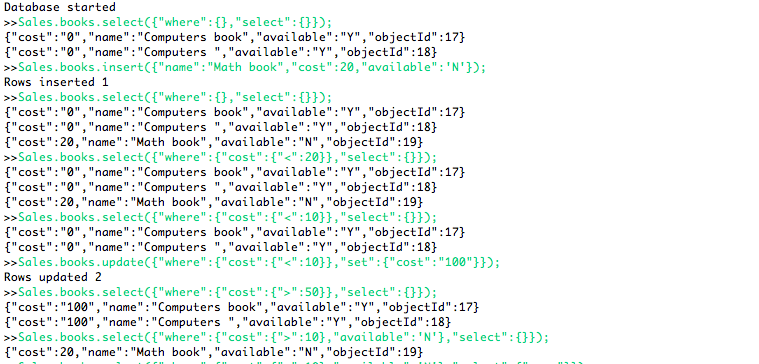 Database started
>>Sales.books.select({"where":{},"select":{}});
{"cost":"0","name":"Computers book","available":"Y","objectId":17}
{"cost":"0","name":"Computers ","available":"Y","objectId":18}
>>Sales.books.insert({"name":"Math book","cost":20,"available":'N'});
Rows inserted 1
>>Sales.books.select({"where":{},"select":{}});
{"cost":"0","name":"Computers book","available":"Y","objectId":17}
{"cost":"0","name":"Computers ","available":"Y","objectId":18}
{"cost":20,"name":"Math book","available":"N","objectId":19}
>>Sales.books.select({"where":{"cost":{"<":20}},"select":{}});
{"cost":"0","name":"Computers book","available":"Y","objectId":17}
{"cost":"0","name":"Computers ","available":"Y","objectId":18}
{"cost":20,"name":"Math book","available":"N","objectId":19}
>>Sales.books.select({"where":{"cost":{"<":10}},"select":{}});
{"cost":"0","name":"Computers book","available":"Y","objectId":17}
{"cost":"0","name":"Computers ","available":"Y","objectId":18}
>>Sales.books.update({"where":{"cost":{"<":10}},"set":{"cost":"100"}});
Rows updated 2
>>Sales.books.select({"where":{"cost":{">":50}},"select":{}});
{"cost":"100","name":"Computers book","available":"Y","objectId":17}
{"cost":"100","name":"Computers ","available":"Y","objectId":18}
>>Sales.books.select({"where":{"cost":{">":10},"available":'N'},"select":{}});
{"cost":20,"name":"Math book","available":"N","objectId":19}